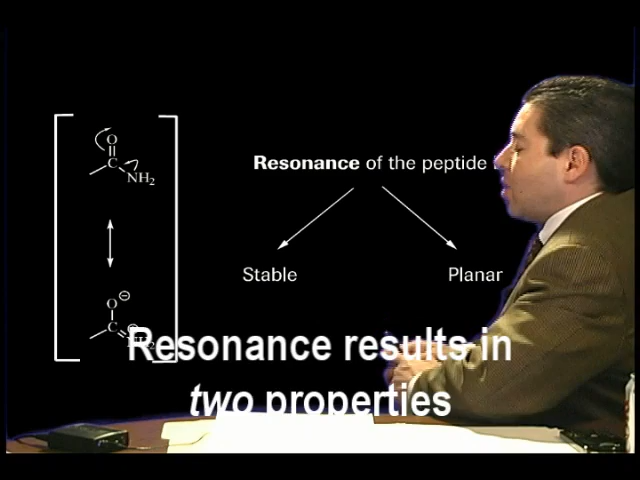 O
C
NH₂
Resonance of the peptide
Stable
Planar
O ⊖
C
Resonance results in
two properties